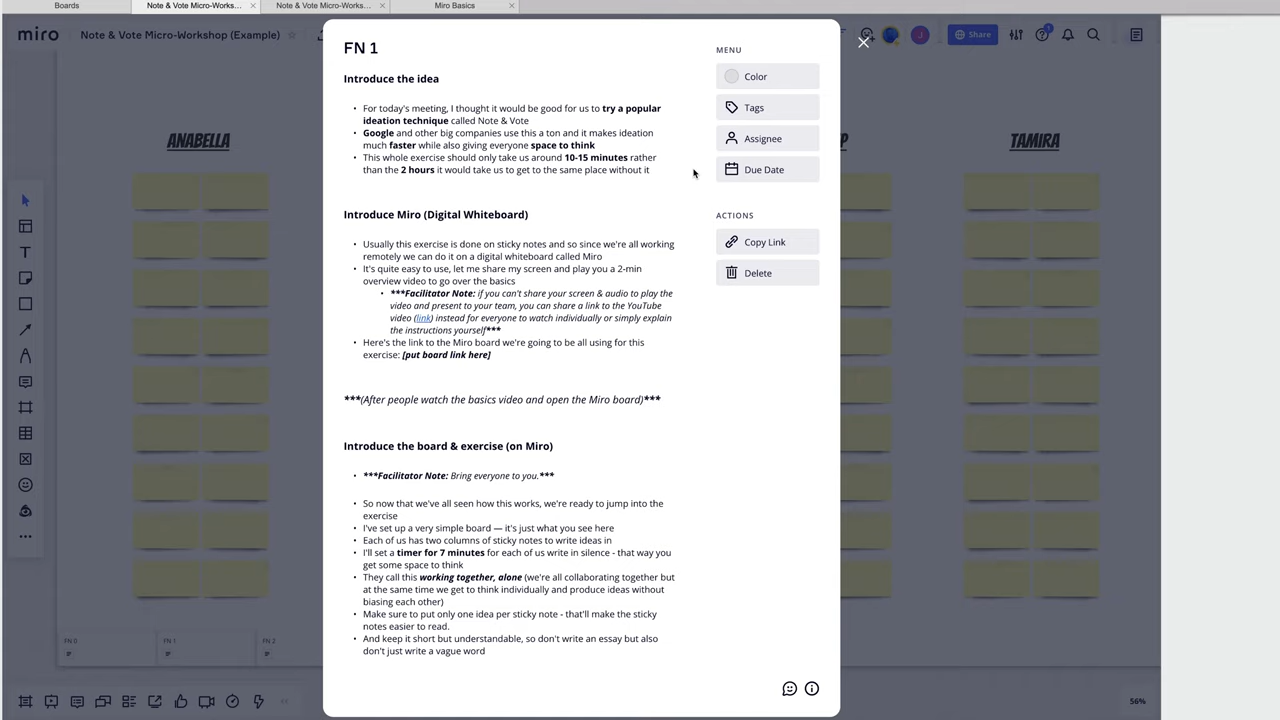 Boards
Note & Vote Micro-Works...
Note & Vote Micro-Works...
Miro Basics
miro
Note & Vote Micro-Workshop (Example)
Share
1
J
ANABELLA
P
TAMIRA
FN 1
Introduce the idea
• For today's meeting, I thought it would be good for us to try a popular
ideation technique called Note & Vote
• Google and other big companies use this a ton and it makes ideation
much faster while also giving everyone space to think
• This whole exercise should only take us around 10-15 minutes rather
than the 2 hours it would take us to get to the same place without it
Introduce Miro (Digital Whiteboard)
• Usually this exercise is done on sticky notes and so since we're all working
remotely we can do it on a digital whiteboard called Miro
• It's quite easy to use, let me share my screen and play you a 2-min
overview video to go over the basics
• ***Facilitator Note: if you can't share your screen & audio to play the
video and present to your team, you can share a link to the YouTube
video (link) instead for everyone to watch individually or simply explain
the instructions yourself***
• Here's the link to the Miro board we're going to be all using for this
exercise: [put board link here]
***(After people watch the basics video and open the Miro board)***
Introduce the board & exercise (on Miro)
• ***Facilitator Note: Bring everyone to you.***
• So now that we've all seen how this works, we're ready to jump into the
exercise
• I've set up a very simple board — it's just what you see here
• Each of us has two columns of sticky notes to write ideas in
• I'll set a timer for 7 minutes for each of us write in silence - that way you
get some space to think
• They call this working together, alone (we're all collaborating together but
at the same time we get to think individually and produce ideas without
biasing each other)
• Make sure to put only one idea per sticky note - that'll make the sticky
notes easier to read.
• And keep it short but understandable, so don't write an essay but also
don't just write a vague word
MENU
Color
Tags
Assignee
Due Date
ACTIONS
Copy Link
Delete
FN 0
FN 1
FN 2
56%